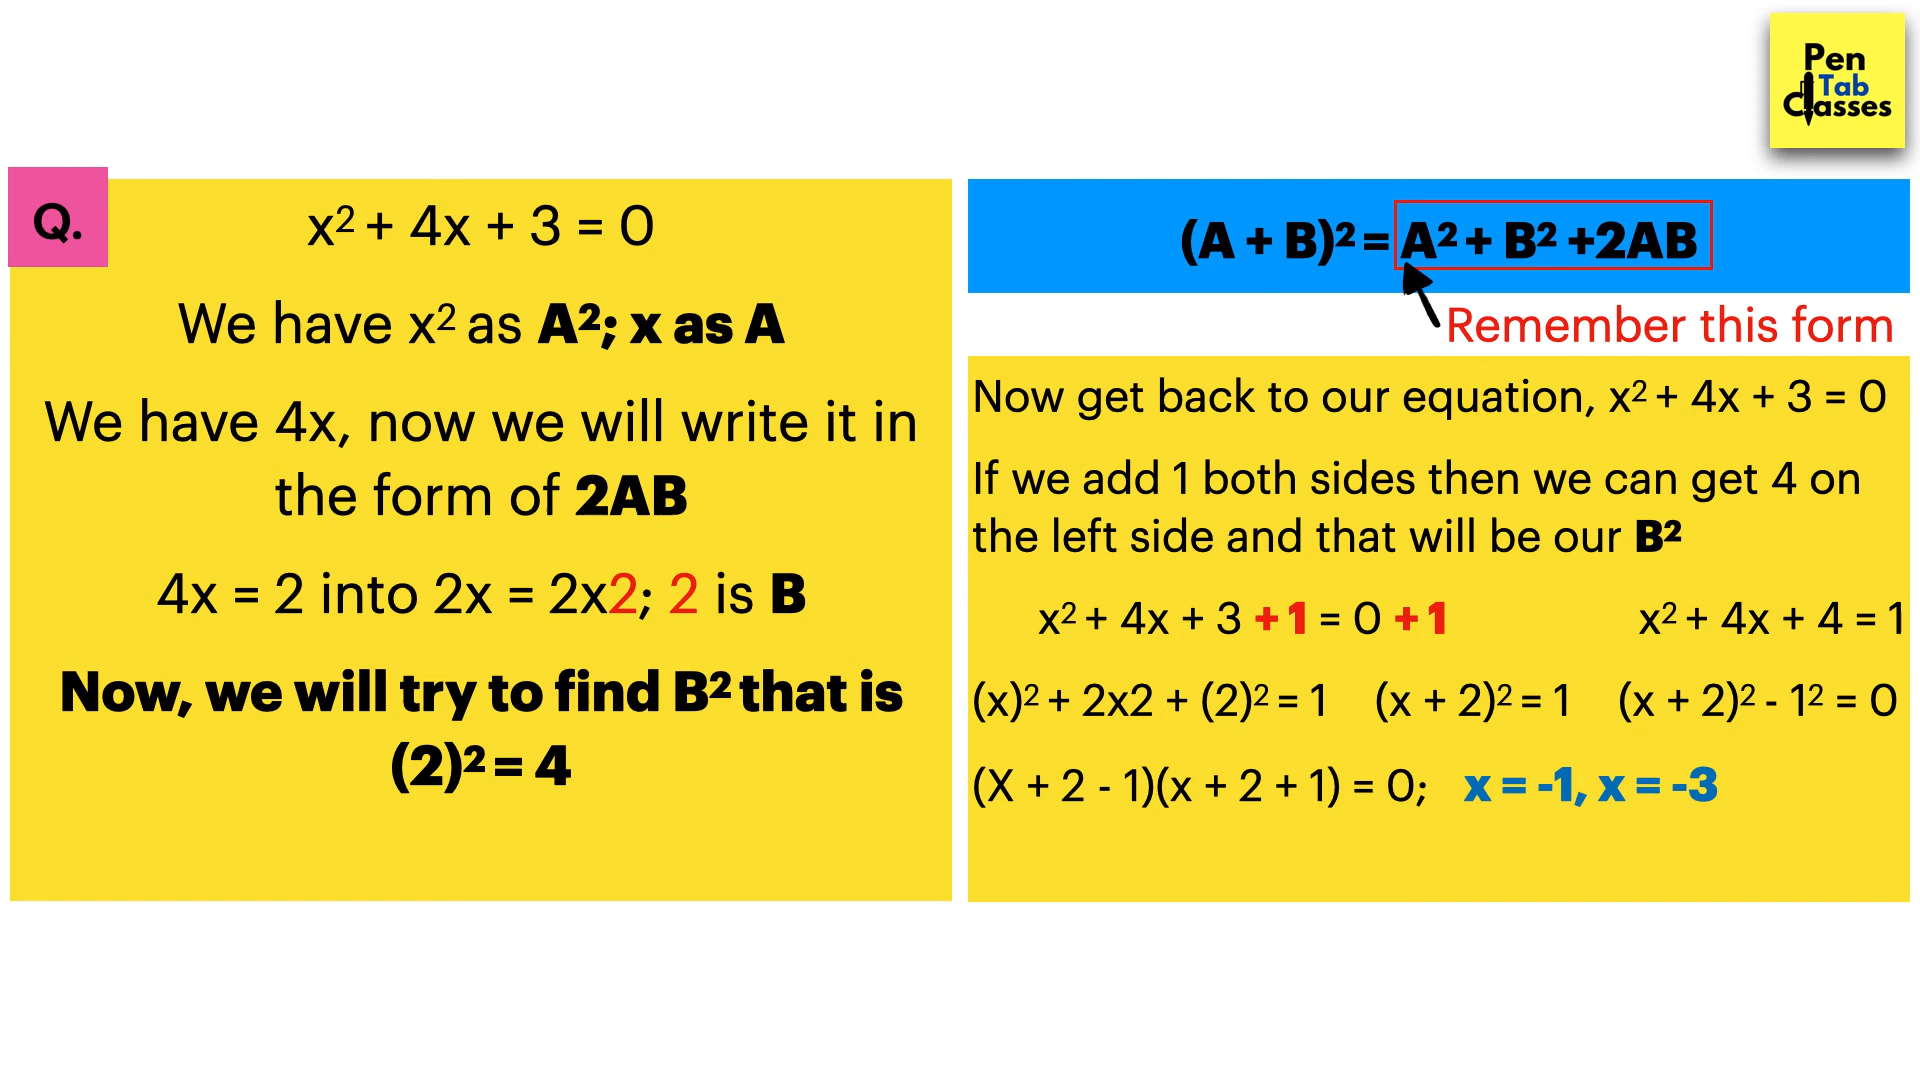 Pen
Tab
Classes
Q.
x² + 4x + 3 = 0
We have x² as A²; x as A
We have 4x, now we will write it in
the form of 2AB
4x = 2 into 2x = 2x2; 2 is B
Now, we will try to find B² that is
(2)² = 4
(A + B)² = A² + B² +2AB
Remember this form
Now get back to our equation, x² + 4x + 3 = 0
If we add 1 both sides then we can get 4 on
the left side and that will be our B²
x² + 4x + 3 +1 = 0 +1 x² + 4x + 4 = 1
(x)² + 2x2 + (2)² = 1 (x + 2)² = 1 (x + 2)² - 1² = 0
(X + 2 - 1)(x + 2 + 1) = 0; x = -1, x = -3